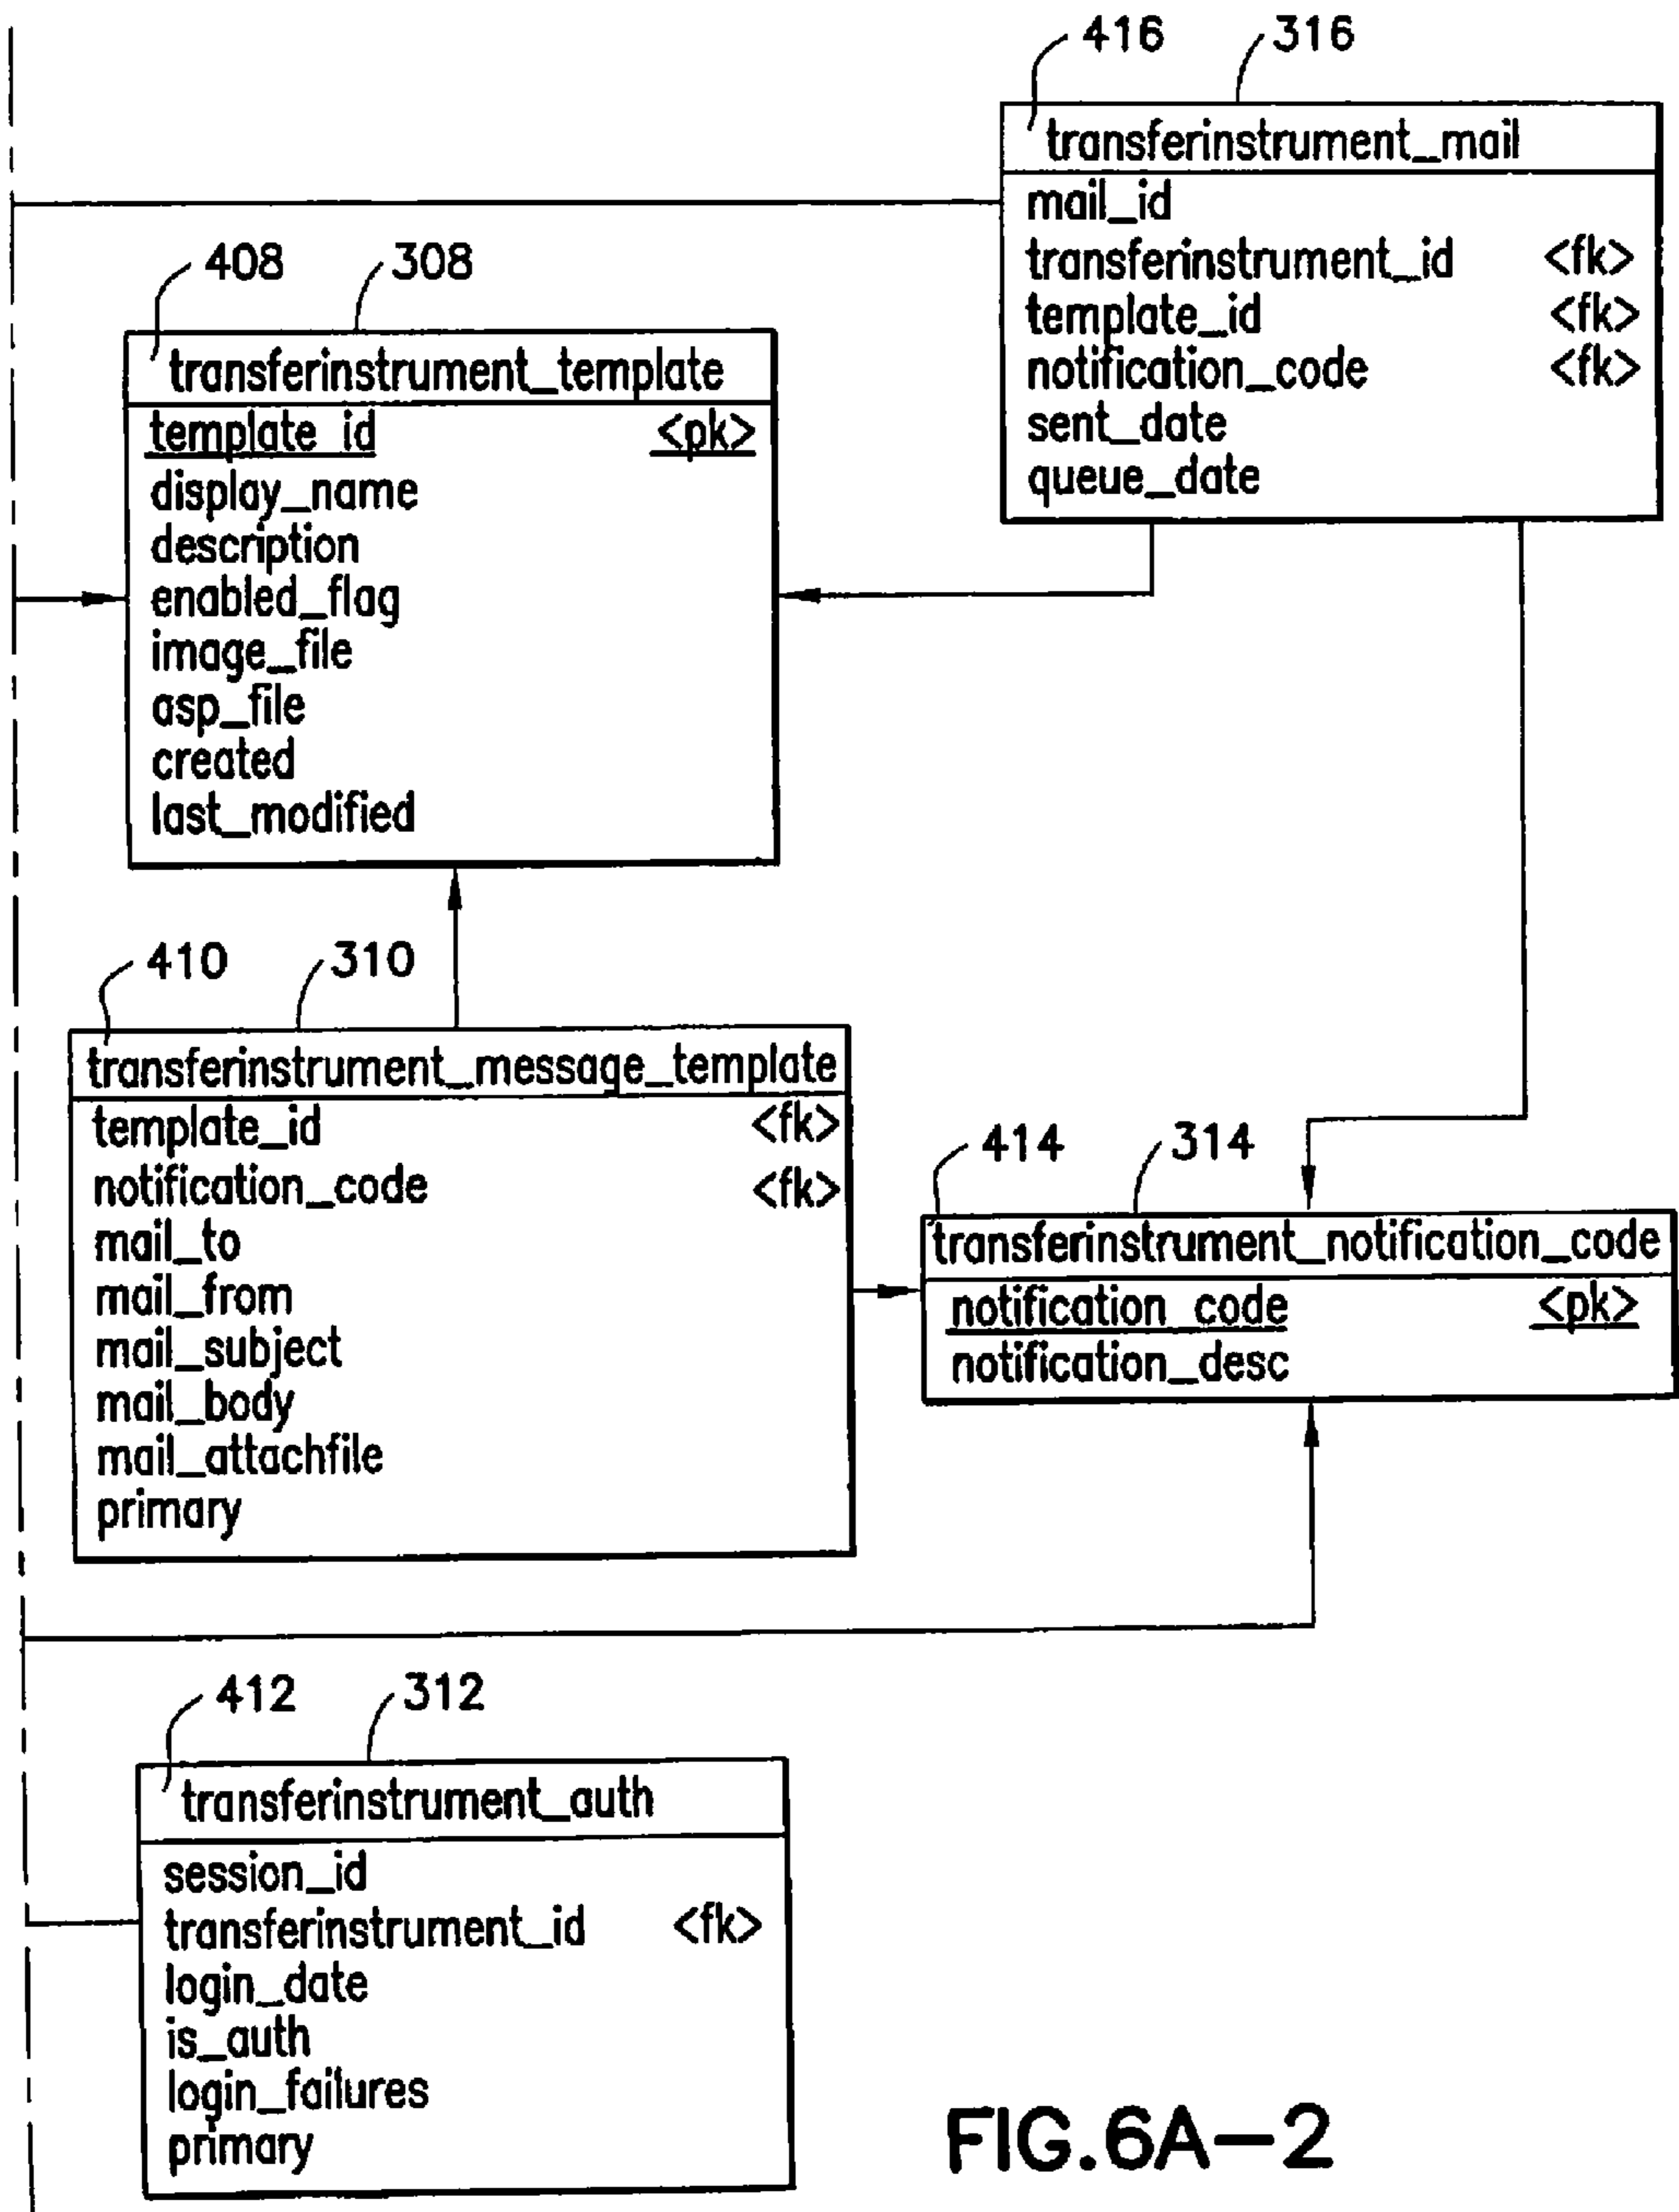 416 316
transferinstrument_mail
mail_id
transferinstrument_id <fk>
template_id <fk>
notification_code <fk>
sent_date
queue_date
408 308
transferinstrument_template
template_id <pk>
display_name
description
enabled_flag
image_file
asp_file
created
last_modified
410 310
transferinstrument_message_template
template_id <fk>
notification_code <fk>
mail_to
mail_from
mail_subject
mail_body
mail_attachfile
primary
414 314
transferinstrument_notification_code
notification_code <pk>
notification_desc
412 312
transferinstrument_auth
session_id
transferinstrument_id <fk>
login_date
is_auth
login_failures
primary
FIG.6A-2